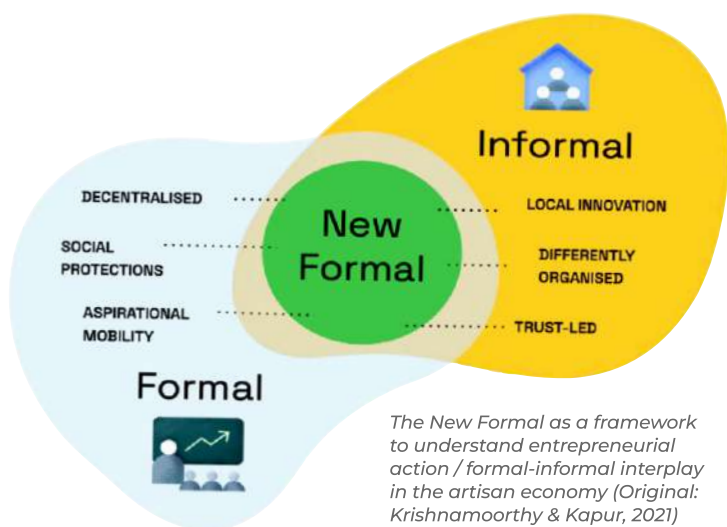 Informal
DECENTRALISED
LOCAL INNOVATION
New
Formal
SOCIAL
PROTECTIONS
DIFFERENTLY
ORGANISED
ASPIRATIONAL
MOBILITY
TRUST-LED
Formal
The New Formal as a framework
to understand entrepreneurial
action / formal-informal interplay
in the artisan economy (Original:
Krishnamoorthy & Kapur, 2021)